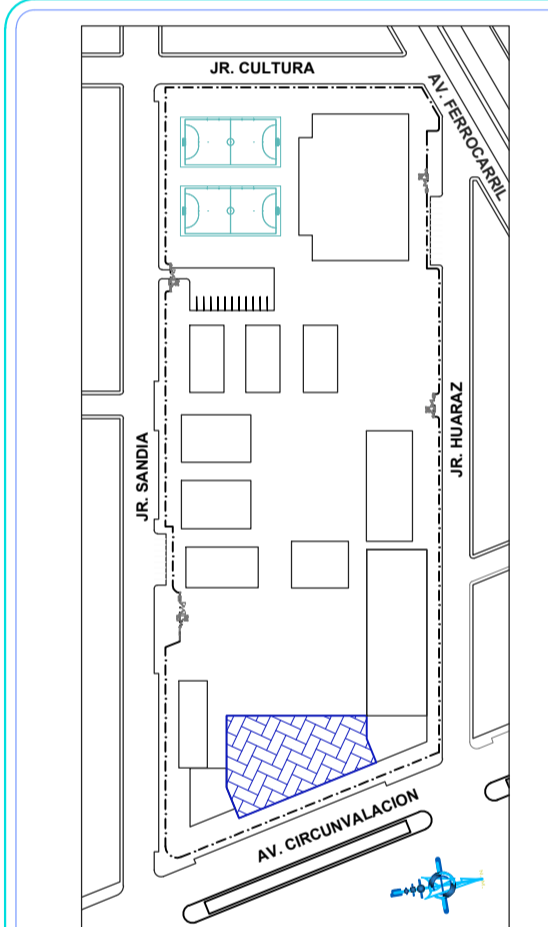 JR. CULTURA
AV. FERROCARRIL
JR. SANDIA
JR. HUARAZ
AV. CIRCUNVALACION